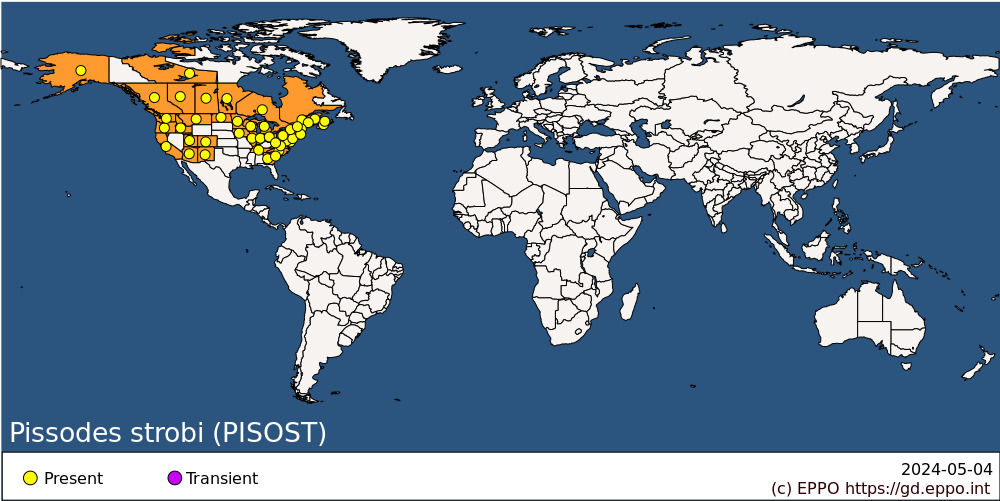 Pissodes strobi (PISOST)
Present
Transient
2024-05-04
(c) EPPO https://gd.eppo.int